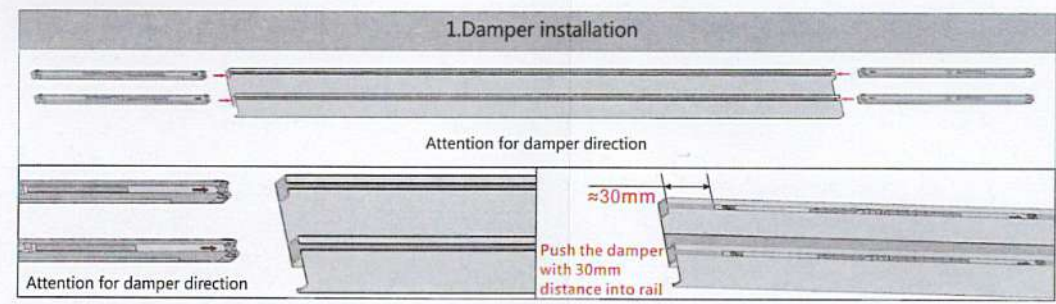 1.Damper installation
Attention for damper direction
Attention for damper direction
≈30mm
Push the damper
with 30mm
distance into rail